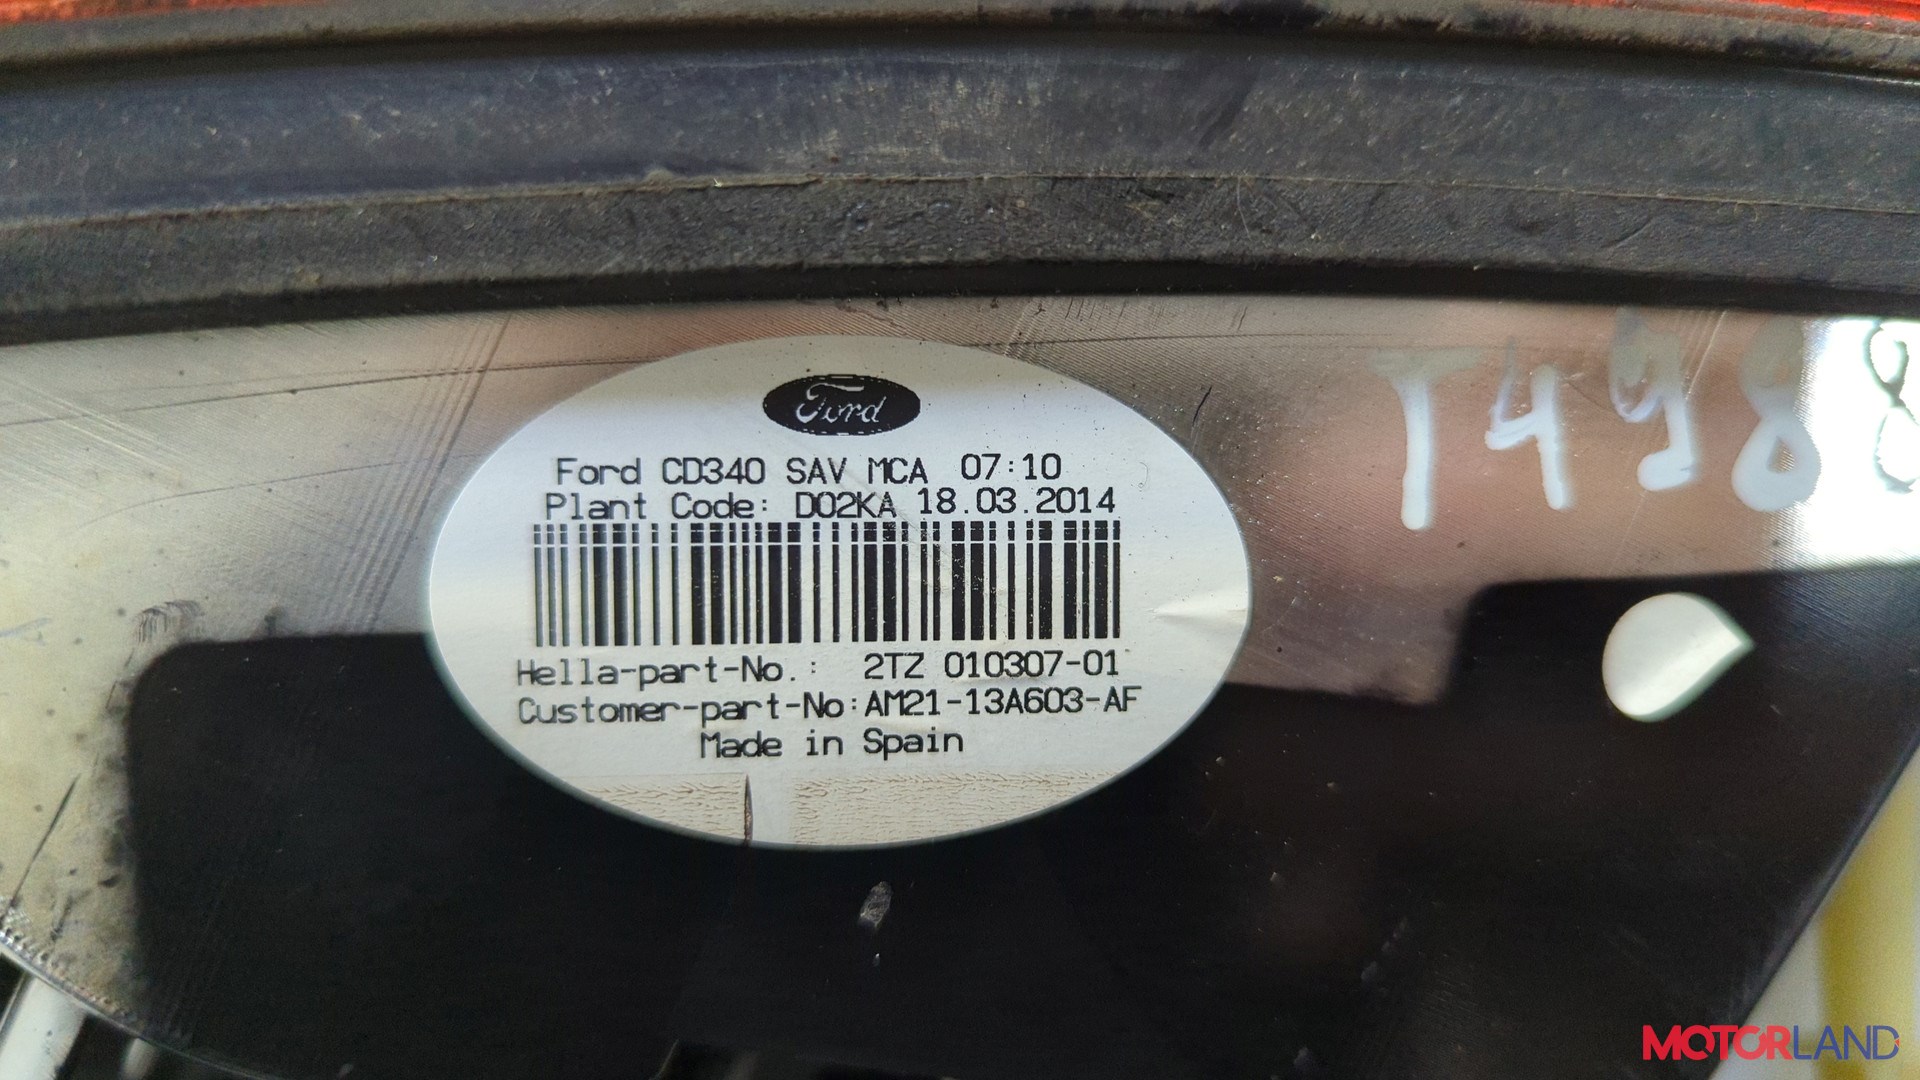 Ford
Ford CD340 SAV MCA 07:10
Plant Code: D02KA 18.03.2014
Hella-part-No.: 2TZ 010307-01
Customer-part-No:AM21-13A603-AF
Made in Spain
T4988
MOTORLAND